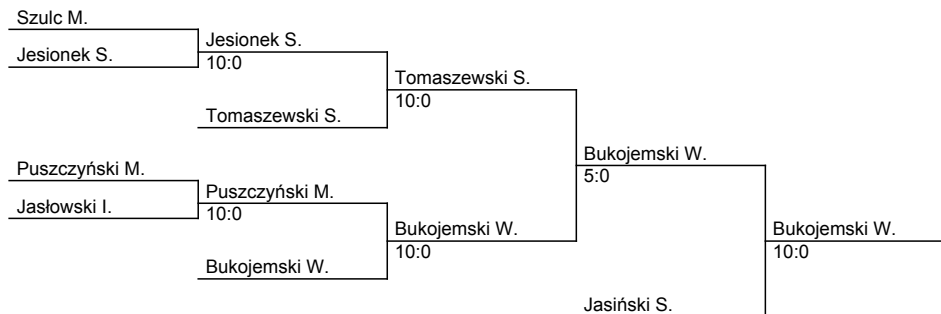 Szulc M.
Jesionek S.
Jesionek S.
10:0
Tomaszewski S.
10:0
Tomaszewski S.
Bukojemski W.
5:0
Puszczyński M.
Puszczyński M.
Jasłowski I.
10:0
Bukojemski W.
10:0
Bukojemski W.
10:0
Bukojemski W.
Jasiński S.